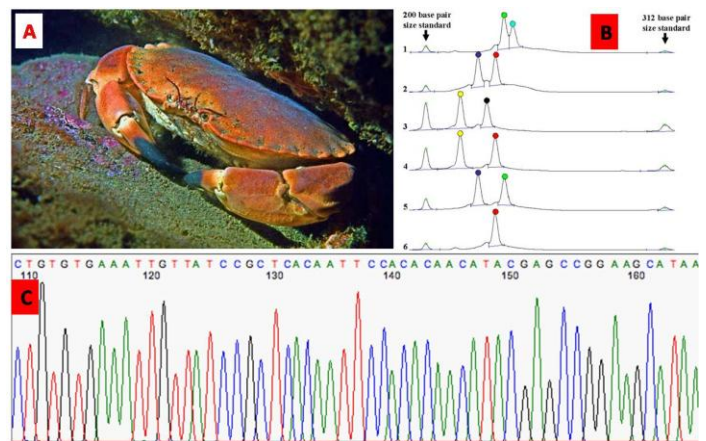 A
200 base pair
size standard
B
312 base pair
size standard
1
2
3
4
5
6
C T G T G T G A A A T T G T T A T C C G C T C A C A A T T C C A C A C A A C A T A C G A G C C G G A A G C A T A A
110 120 130 140 150 160
C